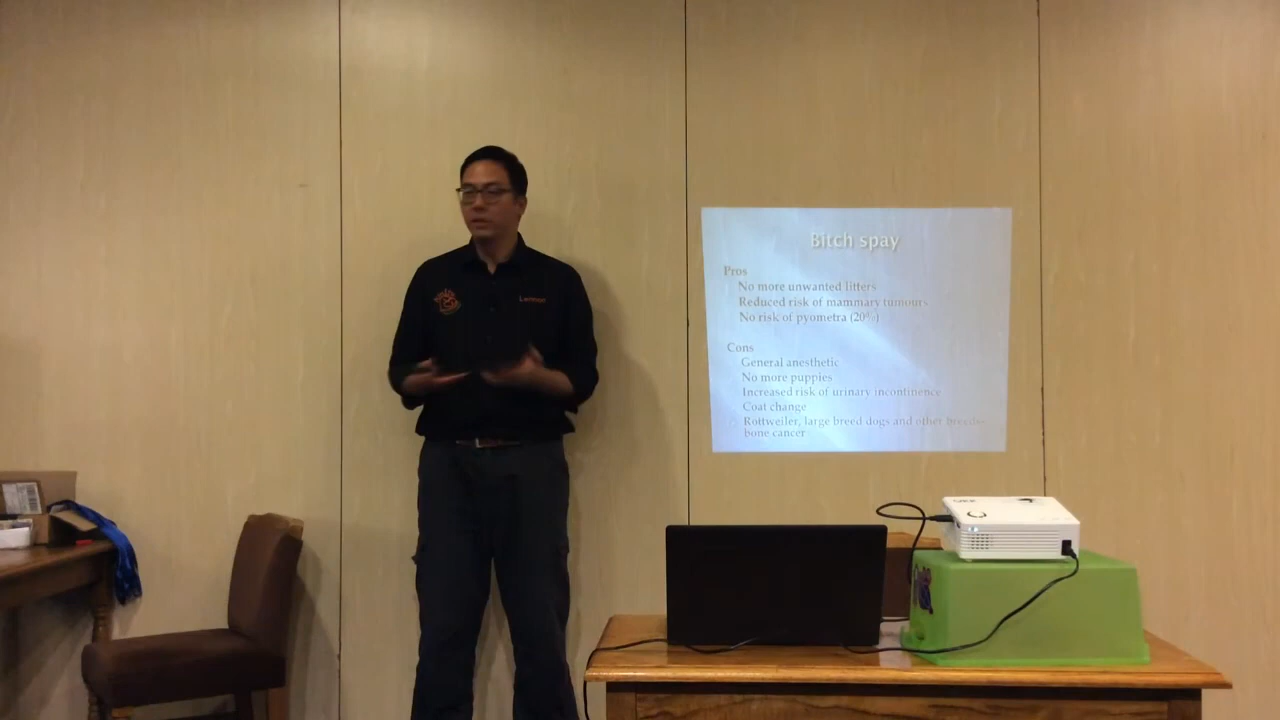 Bitch spay
Pros
No more unwanted litters
Reduced risk of mammary tumours
No risk of pyometra (20%)
Cons
General anesthetic
No more puppies
Increased risk of urinary incontinence
Coat change
Rottweiler, large breed dogs and other breeds-
bone cancer